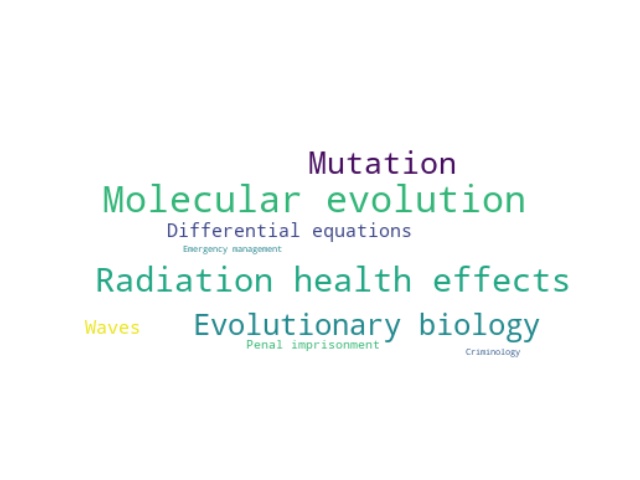 Mutation
Molecular evolution
Differential equations
Emergency management
Radiation health effects
Waves Evolutionary biology
Penal imprisonment
Criminology